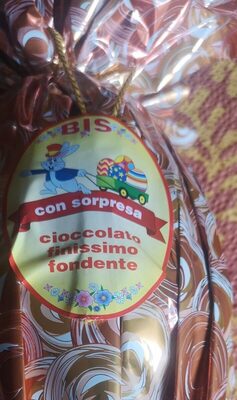 BIS
con sorpresa
cioccolato
finissimo
fondente